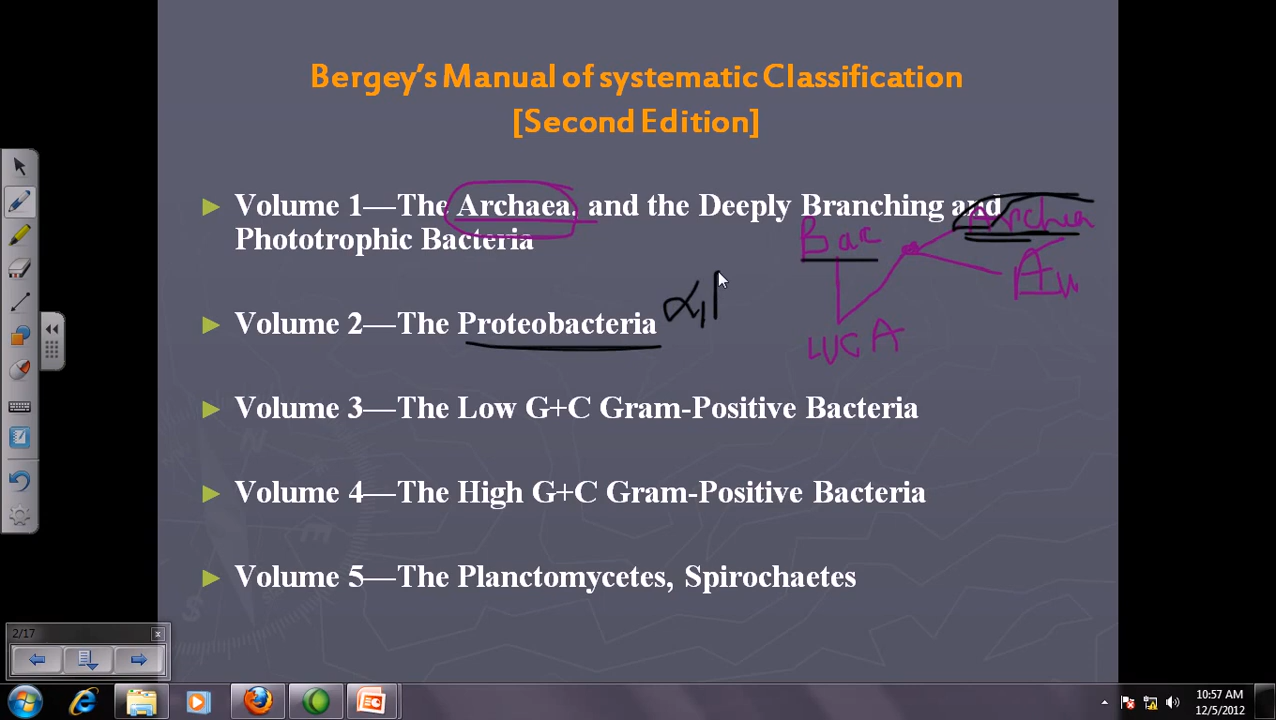 Bergey's Manual of systematic Classification
[Second Edition]
Volume 1—The Archaea, and the Deeply Branching and
Phototrophic Bacteria
Bac
Archea
Eu
LUCA
Volume 2—The Proteobacteria
α,
Volume 3—The Low G+C Gram-Positive Bacteria
Volume 4—The High G+C Gram-Positive Bacteria
Volume 5—The Planctomycetes, Spirochaetes
2/17
10:57 AM
12/5/2012